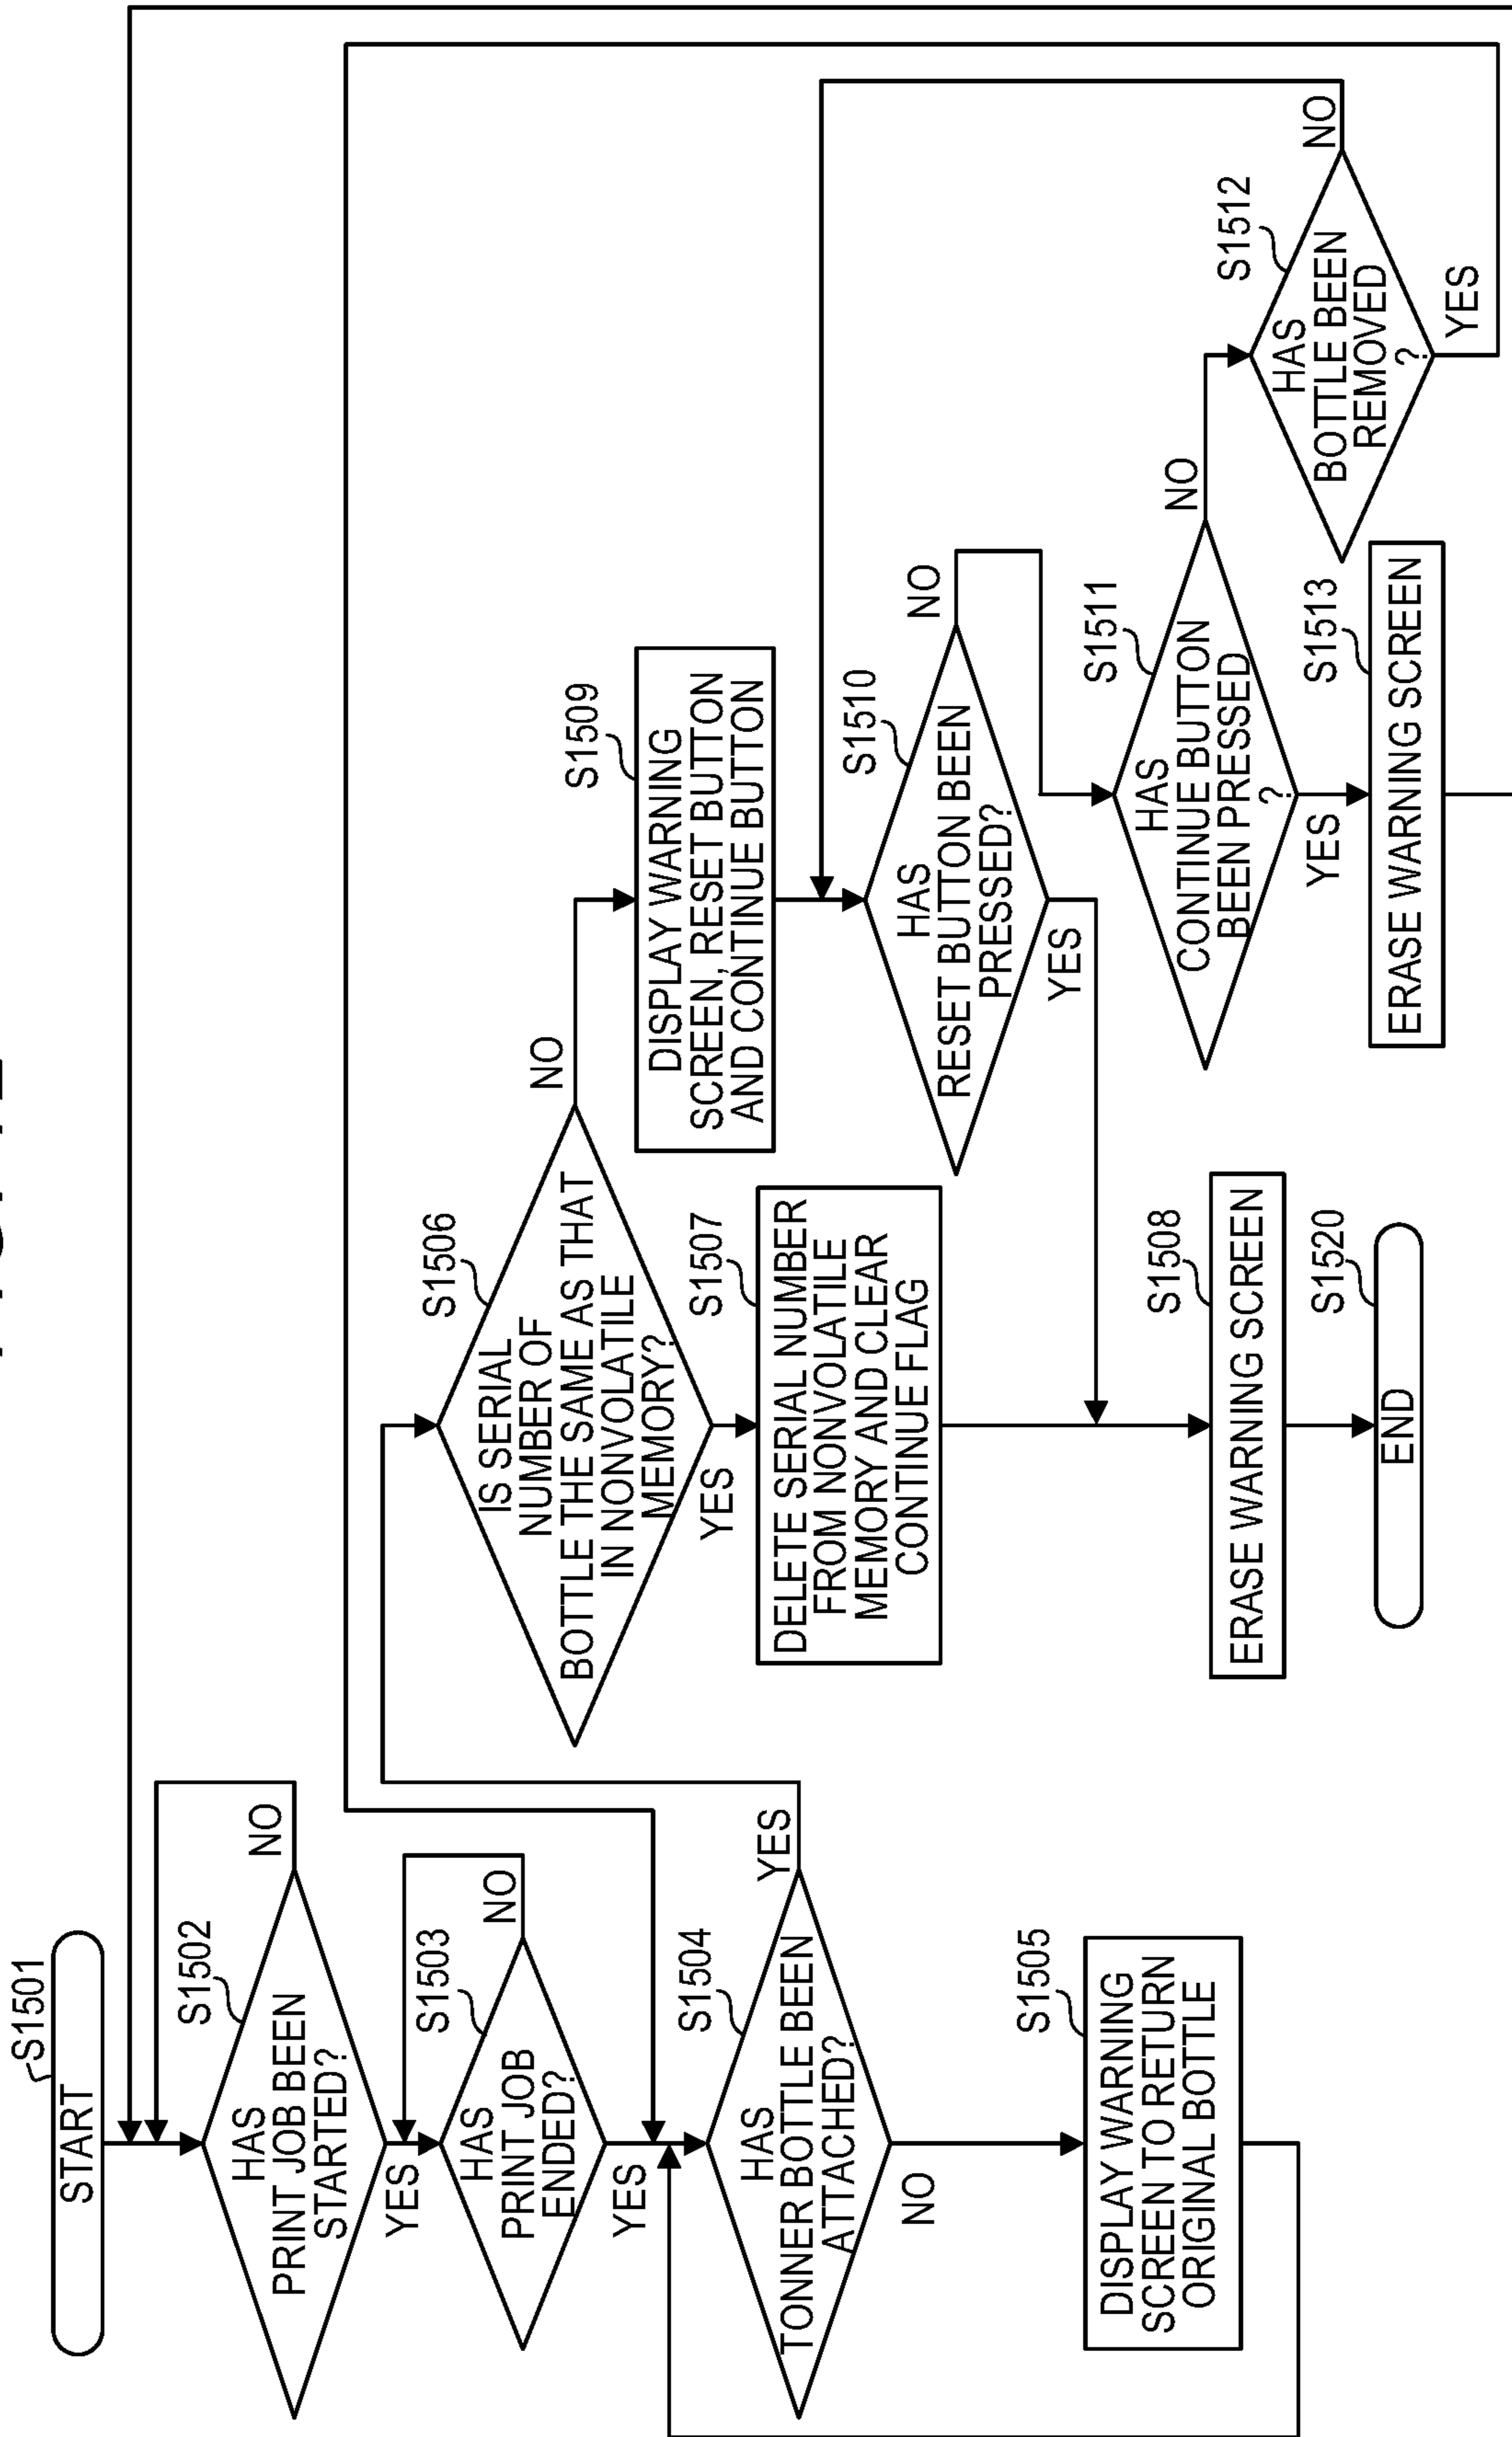 S1501
START
S1502
HAS
PRINT JOB BEEN
STARTED?
NO
YES
S1503
HAS
PRINT JOB
ENDED?
NO
YES
S1504
HAS
TONNER BOTTLE BEEN
ATTACHED?
YES
NO
S1505
DISPLAY WARNING
SCREEN TO RETURN
ORIGINAL BOTTLE
S1506
IS SERIAL
NUMBER OF
BOTTLE THE SAME AS THAT
IN NONVOLATILE
MEMORY?
NO
YES
S1507
DELETE SERIAL NUMBER
FROM NONVOLATILE
MEMORY AND CLEAR
CONTINUE FLAG
S1508
ERASE WARNING SCREEN
S1520
END
S1509
DISPLAY WARNING
SCREEN, RESET BUTTON
AND CONTINUE BUTTON
S1510
HAS
RESET BUTTON BEEN
PRESSED?
NO
YES
S1511
HAS
CONTINUE BUTTON
BEEN PRESSED
?
NO
YES
S1512
HAS
BOTTLE BEEN
REMOVED
?
NO
YES
S1513
ERASE WARNING SCREEN